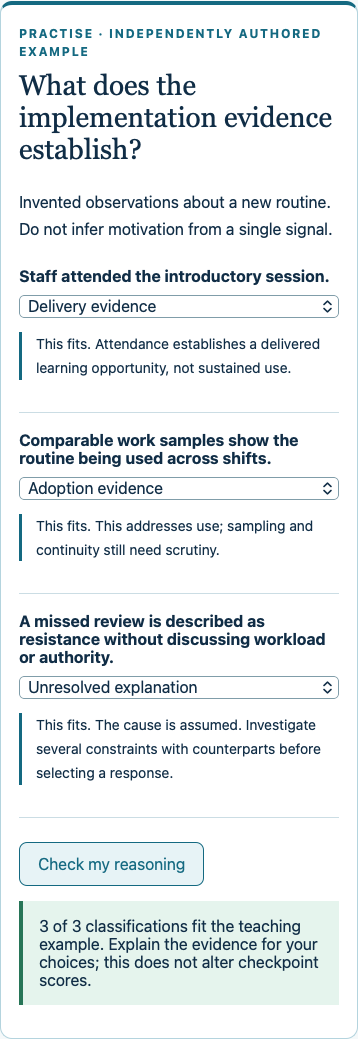 PRACTISE · INDEPENDENTLY AUTHORED
EXAMPLE
What does the
implementation evidence
establish?
Invented observations about a new routine.
Do not infer motivation from a single signal.
Staff attended the introductory session.
Delivery evidence
This fits. Attendance establishes a delivered
learning opportunity, not sustained use.
Comparable work samples show the
routine being used across shifts.
Adoption evidence
This fits. This addresses use; sampling and
continuity still need scrutiny.
A missed review is described as
resistance without discussing workload
or authority.
Unresolved explanation
This fits. The cause is assumed. Investigate
several constraints with counterparts before
selecting a response.
Check my reasoning
3 of 3 classifications fit the teaching
example. Explain the evidence for your
choices; this does not alter checkpoint
scores.